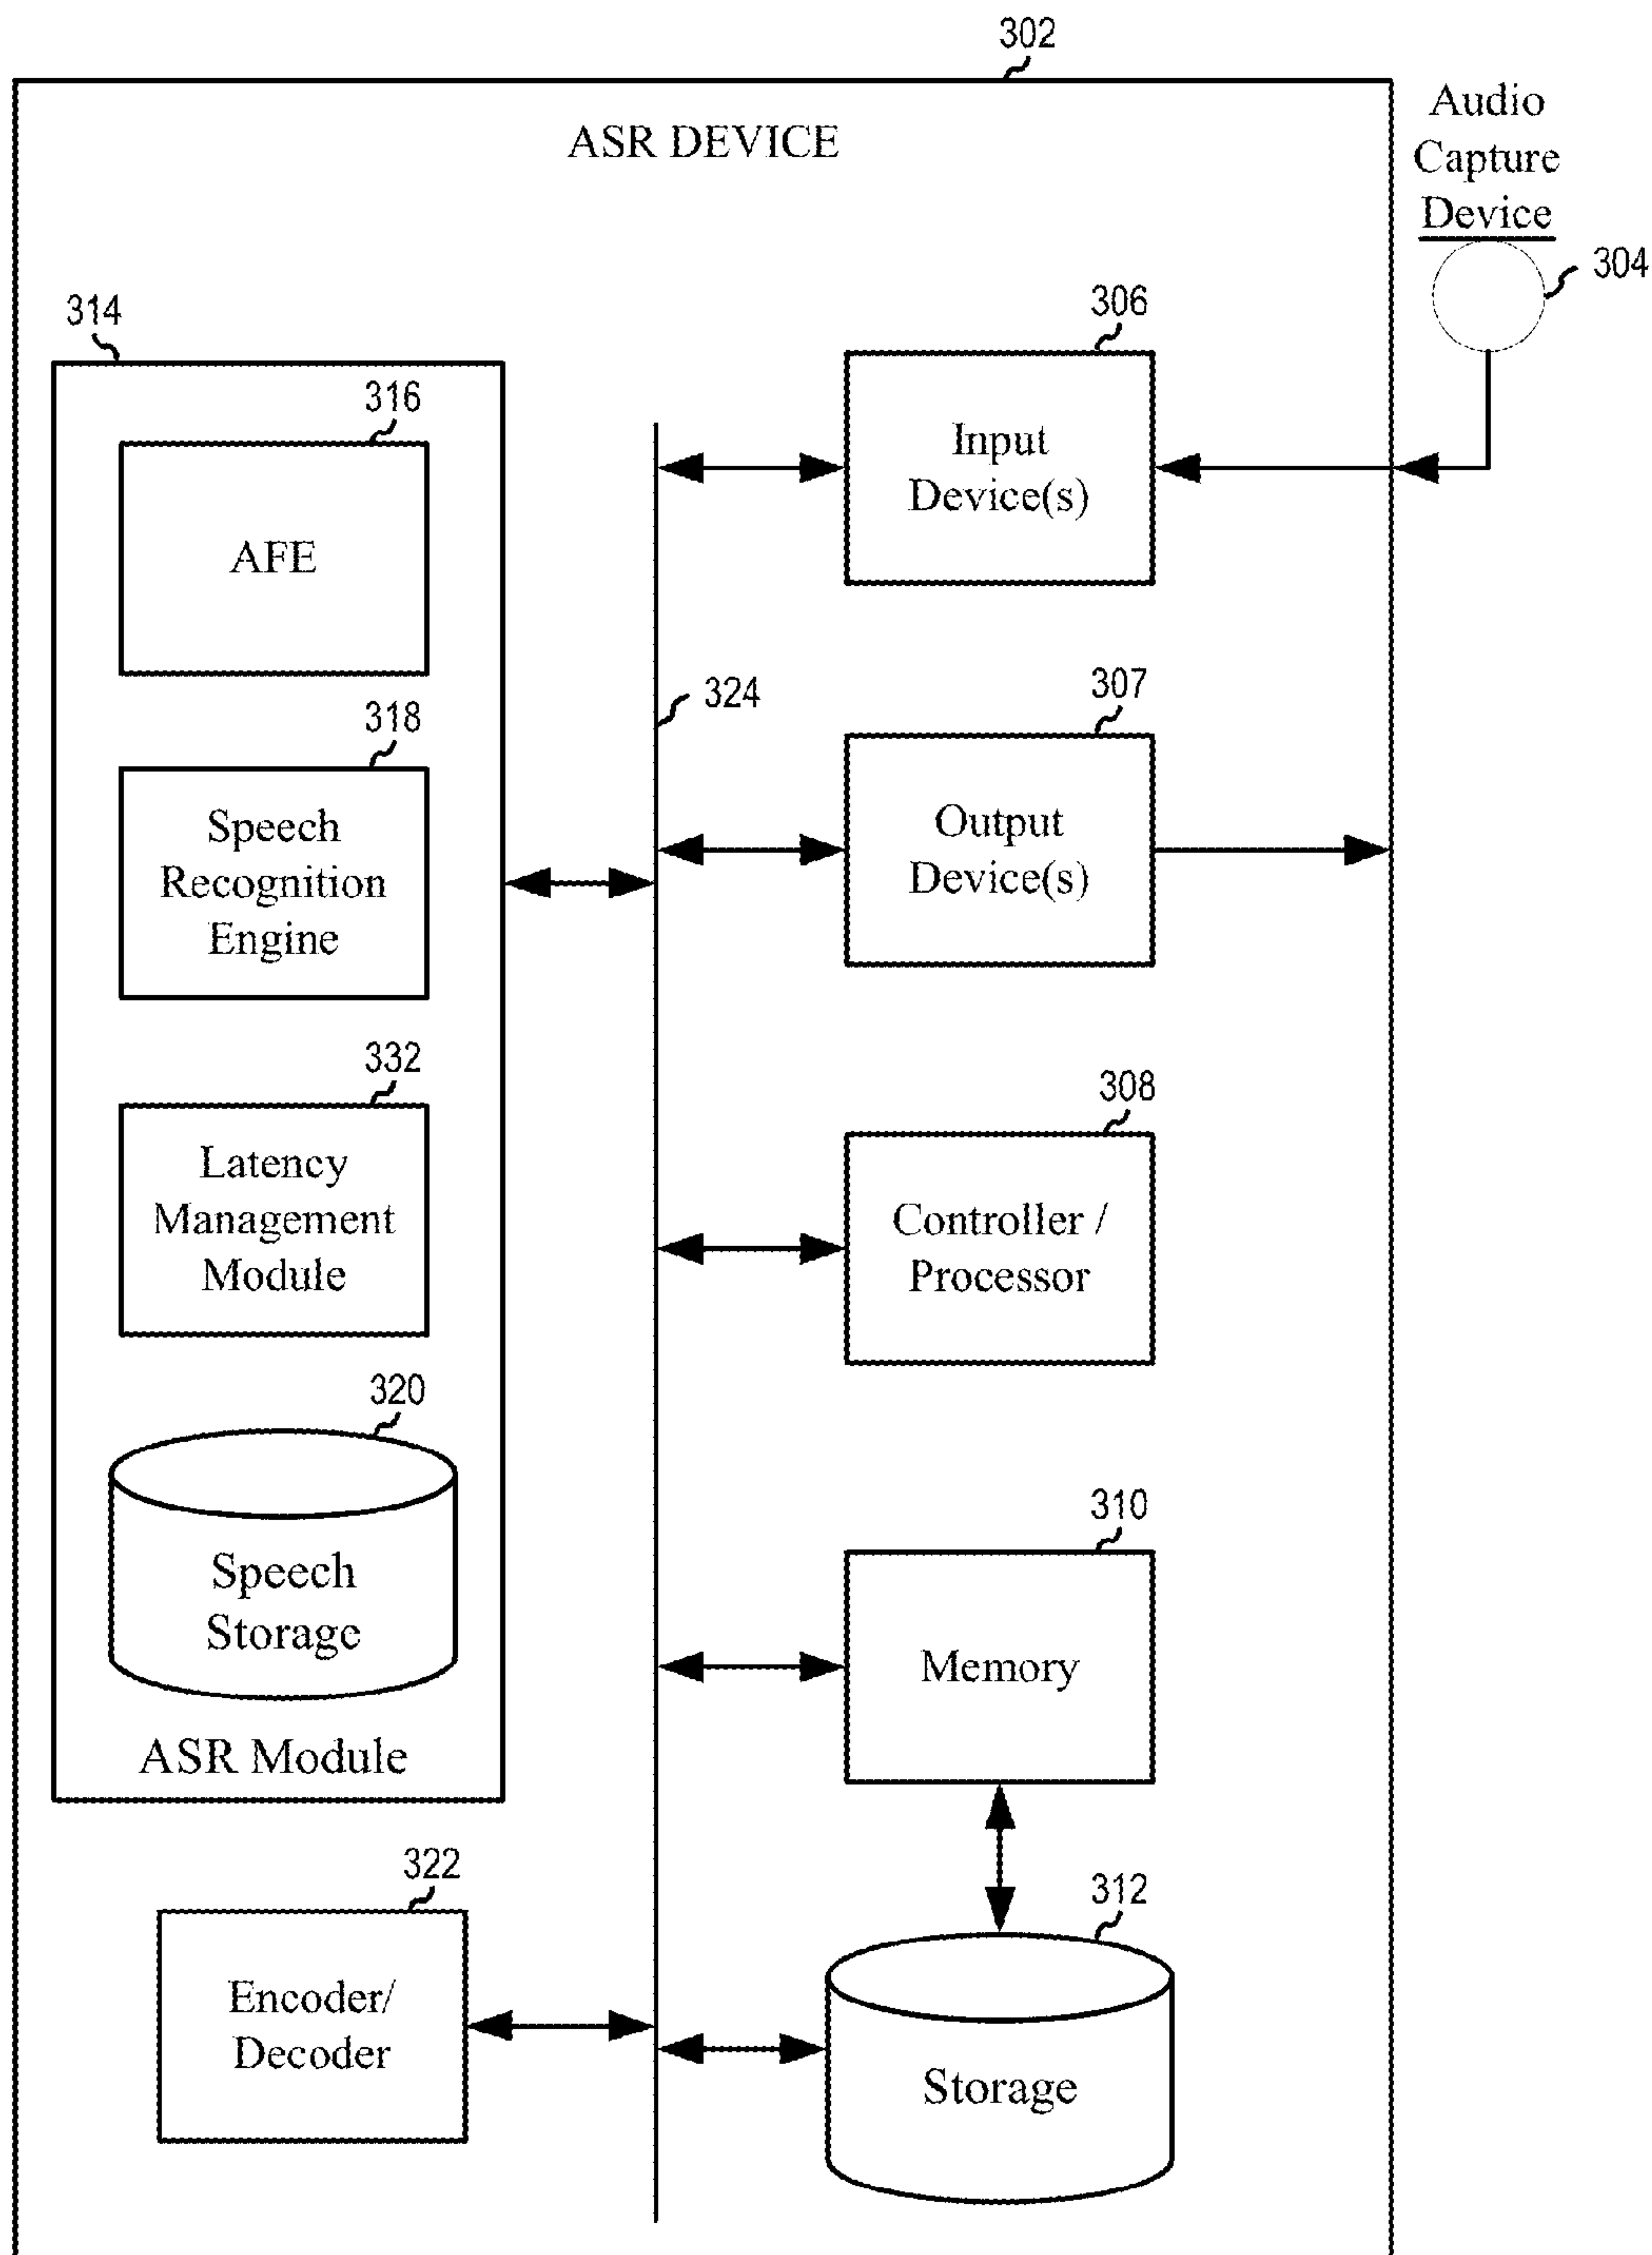 302
ASR DEVICE
Audio
Capture
Device
304
314
316
AFE
318
Speech
Recognition
Engine
332
Latency
Management
Module
320
Speech
Storage
ASR Module
322
Encoder/
Decoder
324
306
Input
Device(s)
307
Output
Device(s)
308
Controller /
Processor
310
Memory
312
Storage